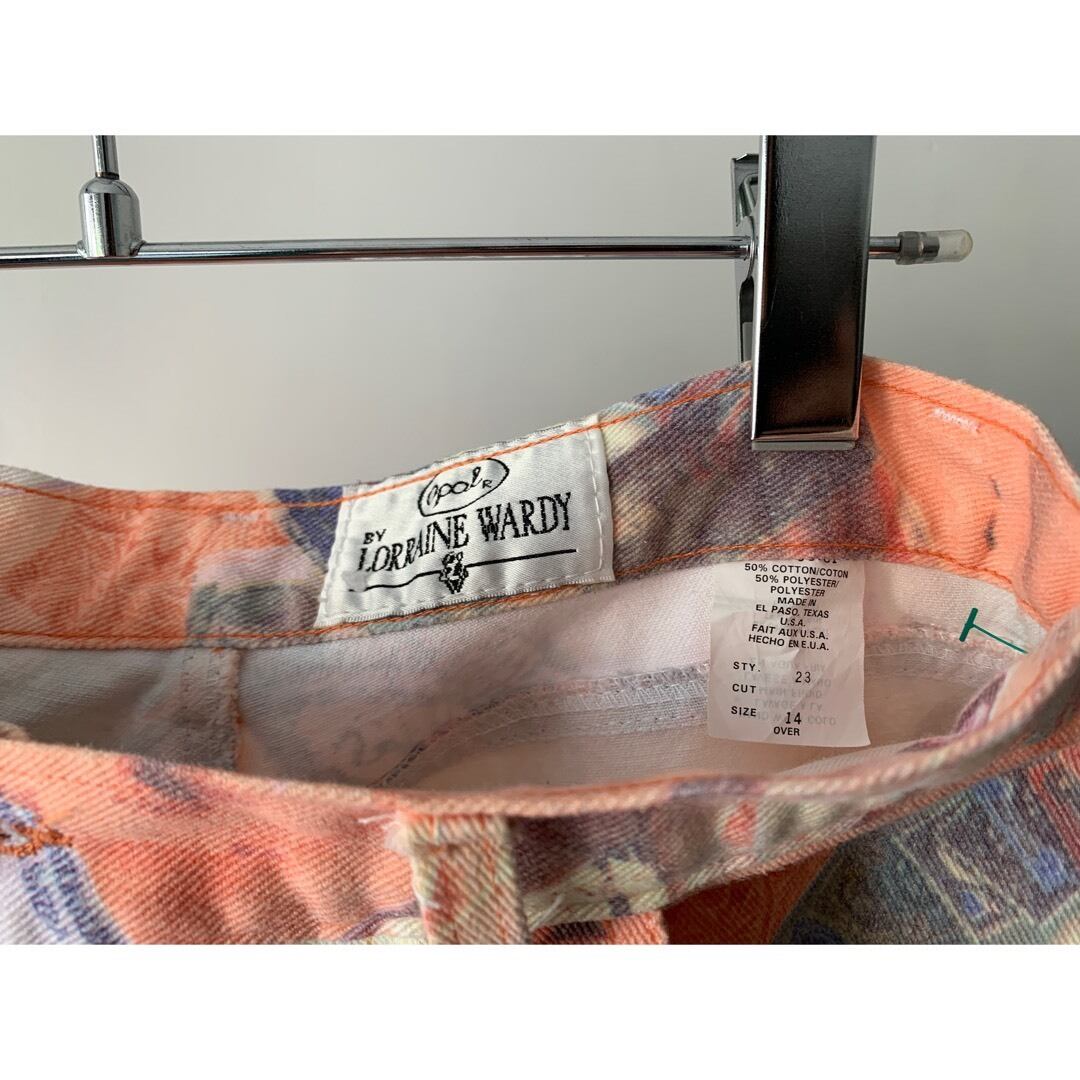 opal R
BY
LORRAINE WARDY
50% COTTON/COTON
50% POLYESTER/
POLYESTER
MADE IN
EL PASO, TEXAS
U.S.A.
FAIT AUX U.S.A.
HECHO EN E.U.A.
STY. 23
CUT
SIZE 14
OVER